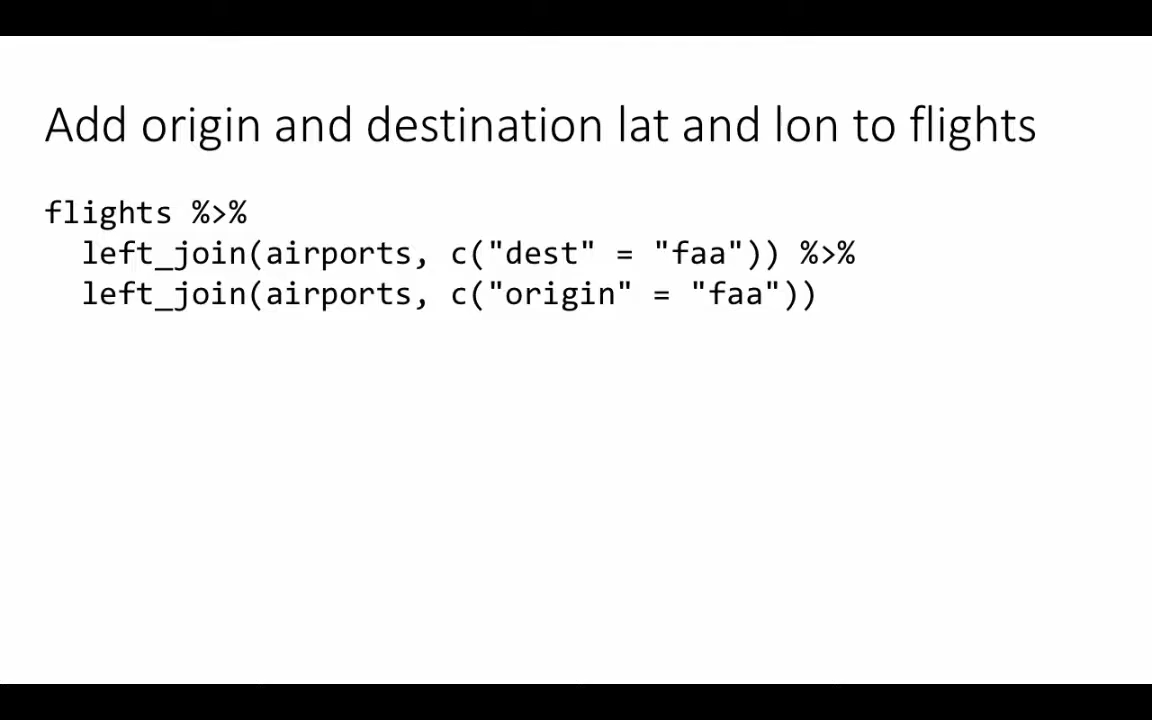 Add origin and destination lat and lon to flights
flights %>%
  left_join(airports, c("dest" = "faa")) %>%
  left_join(airports, c("origin" = "faa"))